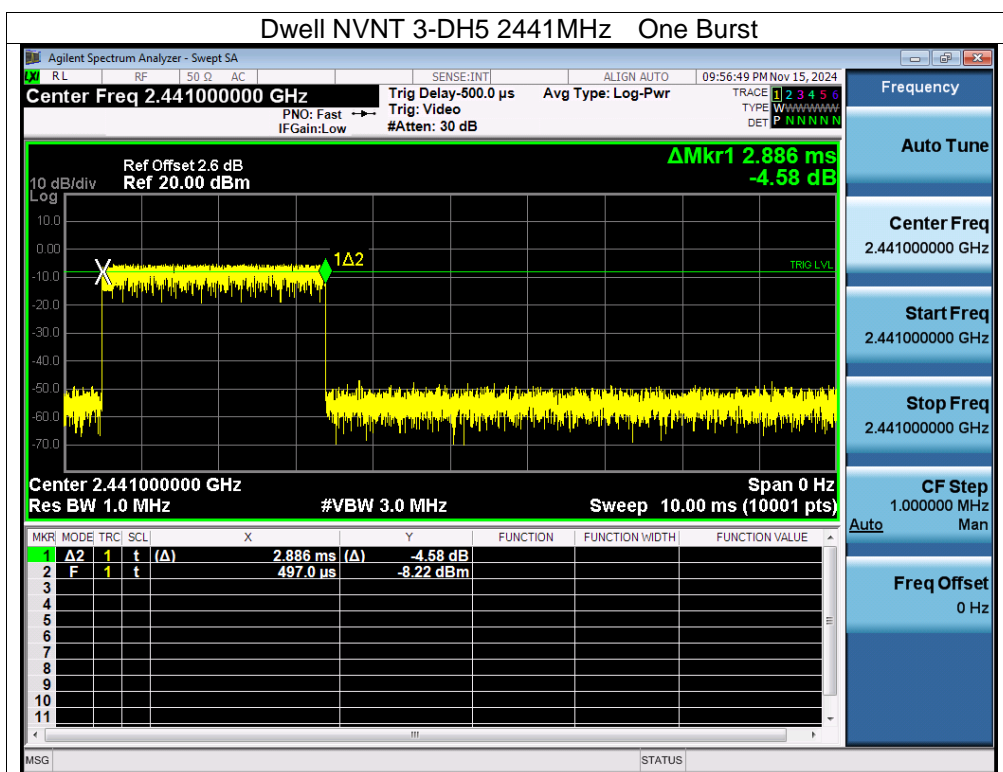 Dwell NVNT 3-DH5 2441MHz One Burst
Agilent Spectrum Analyzer - Swept SA
LXI RL RF 50 Ω AC SENSE:INT ALIGN AUTO 09:56:49 PM Nov 15, 2024
Center Freq 2.441000000 GHz
PNO: Fast
IFGain:Low
Trig Delay-500.0 µs
Trig: Video
#Atten: 30 dB
Avg Type: Log-Pwr
TRACE 1 2 3 4 5 6
TYPE WWWWWW
DET P N N N N N
ΔMkr1 2.886 ms
-4.58 dB
Ref Offset 2.6 dB
10 dB/div Ref 20.00 dBm
Log
10.0
0.00
-10.0
-20.0
-30.0
-40.0
-50.0
-60.0
-70.0
X
1Δ2
TRIG LVL
Center 2.441000000 GHz Span 0 Hz
Res BW 1.0 MHz #VBW 3.0 MHz Sweep 10.00 ms (10001 pts)
MKR MODE TRC SCL X Y FUNCTION FUNCTION WIDTH FUNCTION VALUE
1 Δ2 1 t (Δ) 2.886 ms (Δ) -4.58 dB
2 F 1 t 497.0 µs -8.22 dBm
3
4
5
6
7
8
9
10
11
MSG STATUS
Frequency
Auto Tune
Center Freq
2.441000000 GHz
Start Freq
2.441000000 GHz
Stop Freq
2.441000000 GHz
CF Step
1.000000 MHz
Auto Man
Freq Offset
0 Hz